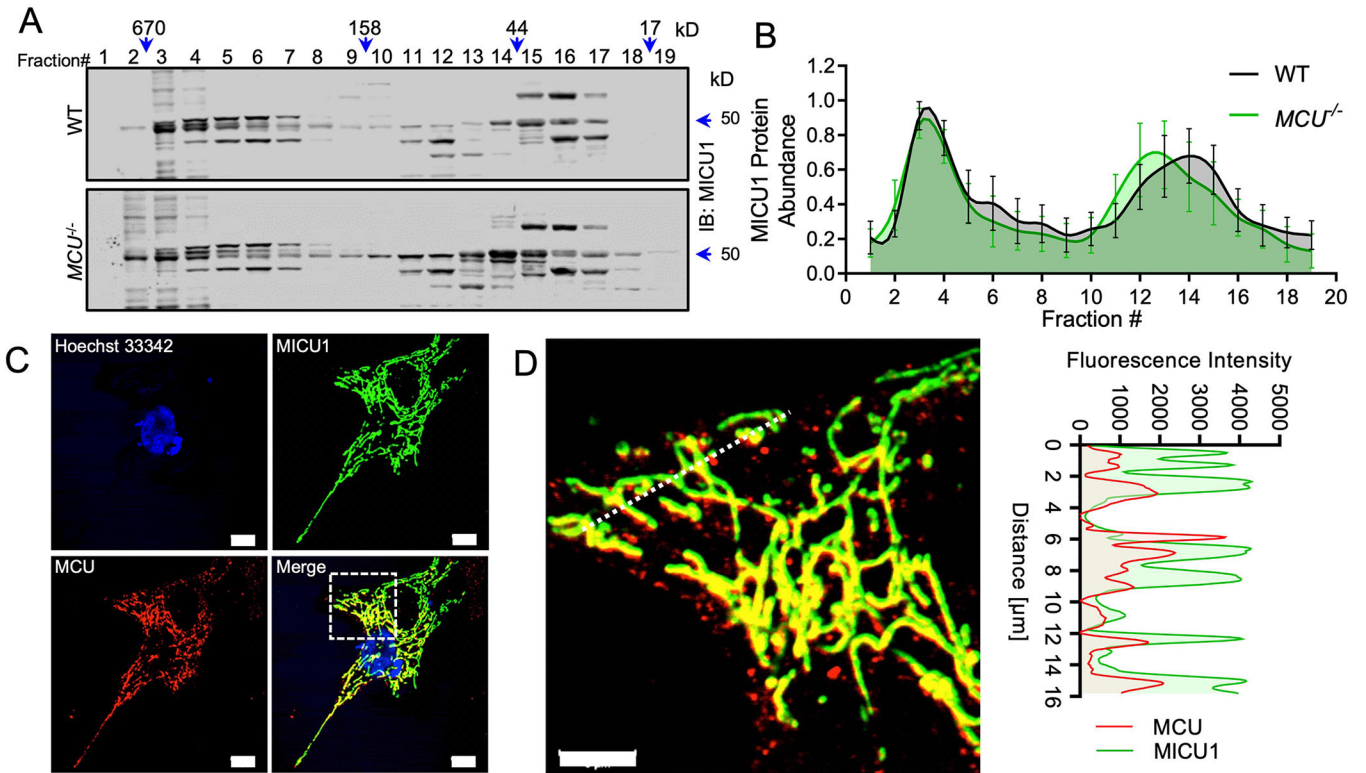 A
670 158 44 17 kD
Fraction# 1 2 3 4 5 6 7 8 9 10 11 12 13 14 15 16 17 18 19
kD
WT
50
IB: MICU1
MCU-/-
50
B
WT
MCU-/-
MICU1 Protein
Abundance
1.2
1.0
0.8
0.6
0.4
0.2
0.0
0 2 4 6 8 10 12 14 16 18 20
Fraction #
C
Hoechst 33342
MICU1
MCU
Merge
D
Fluorescence Intensity
0 1000 2000 3000 4000 5000
0
2
4
6
8
10
12
14
16
Distance [µm]
MCU
MICU1